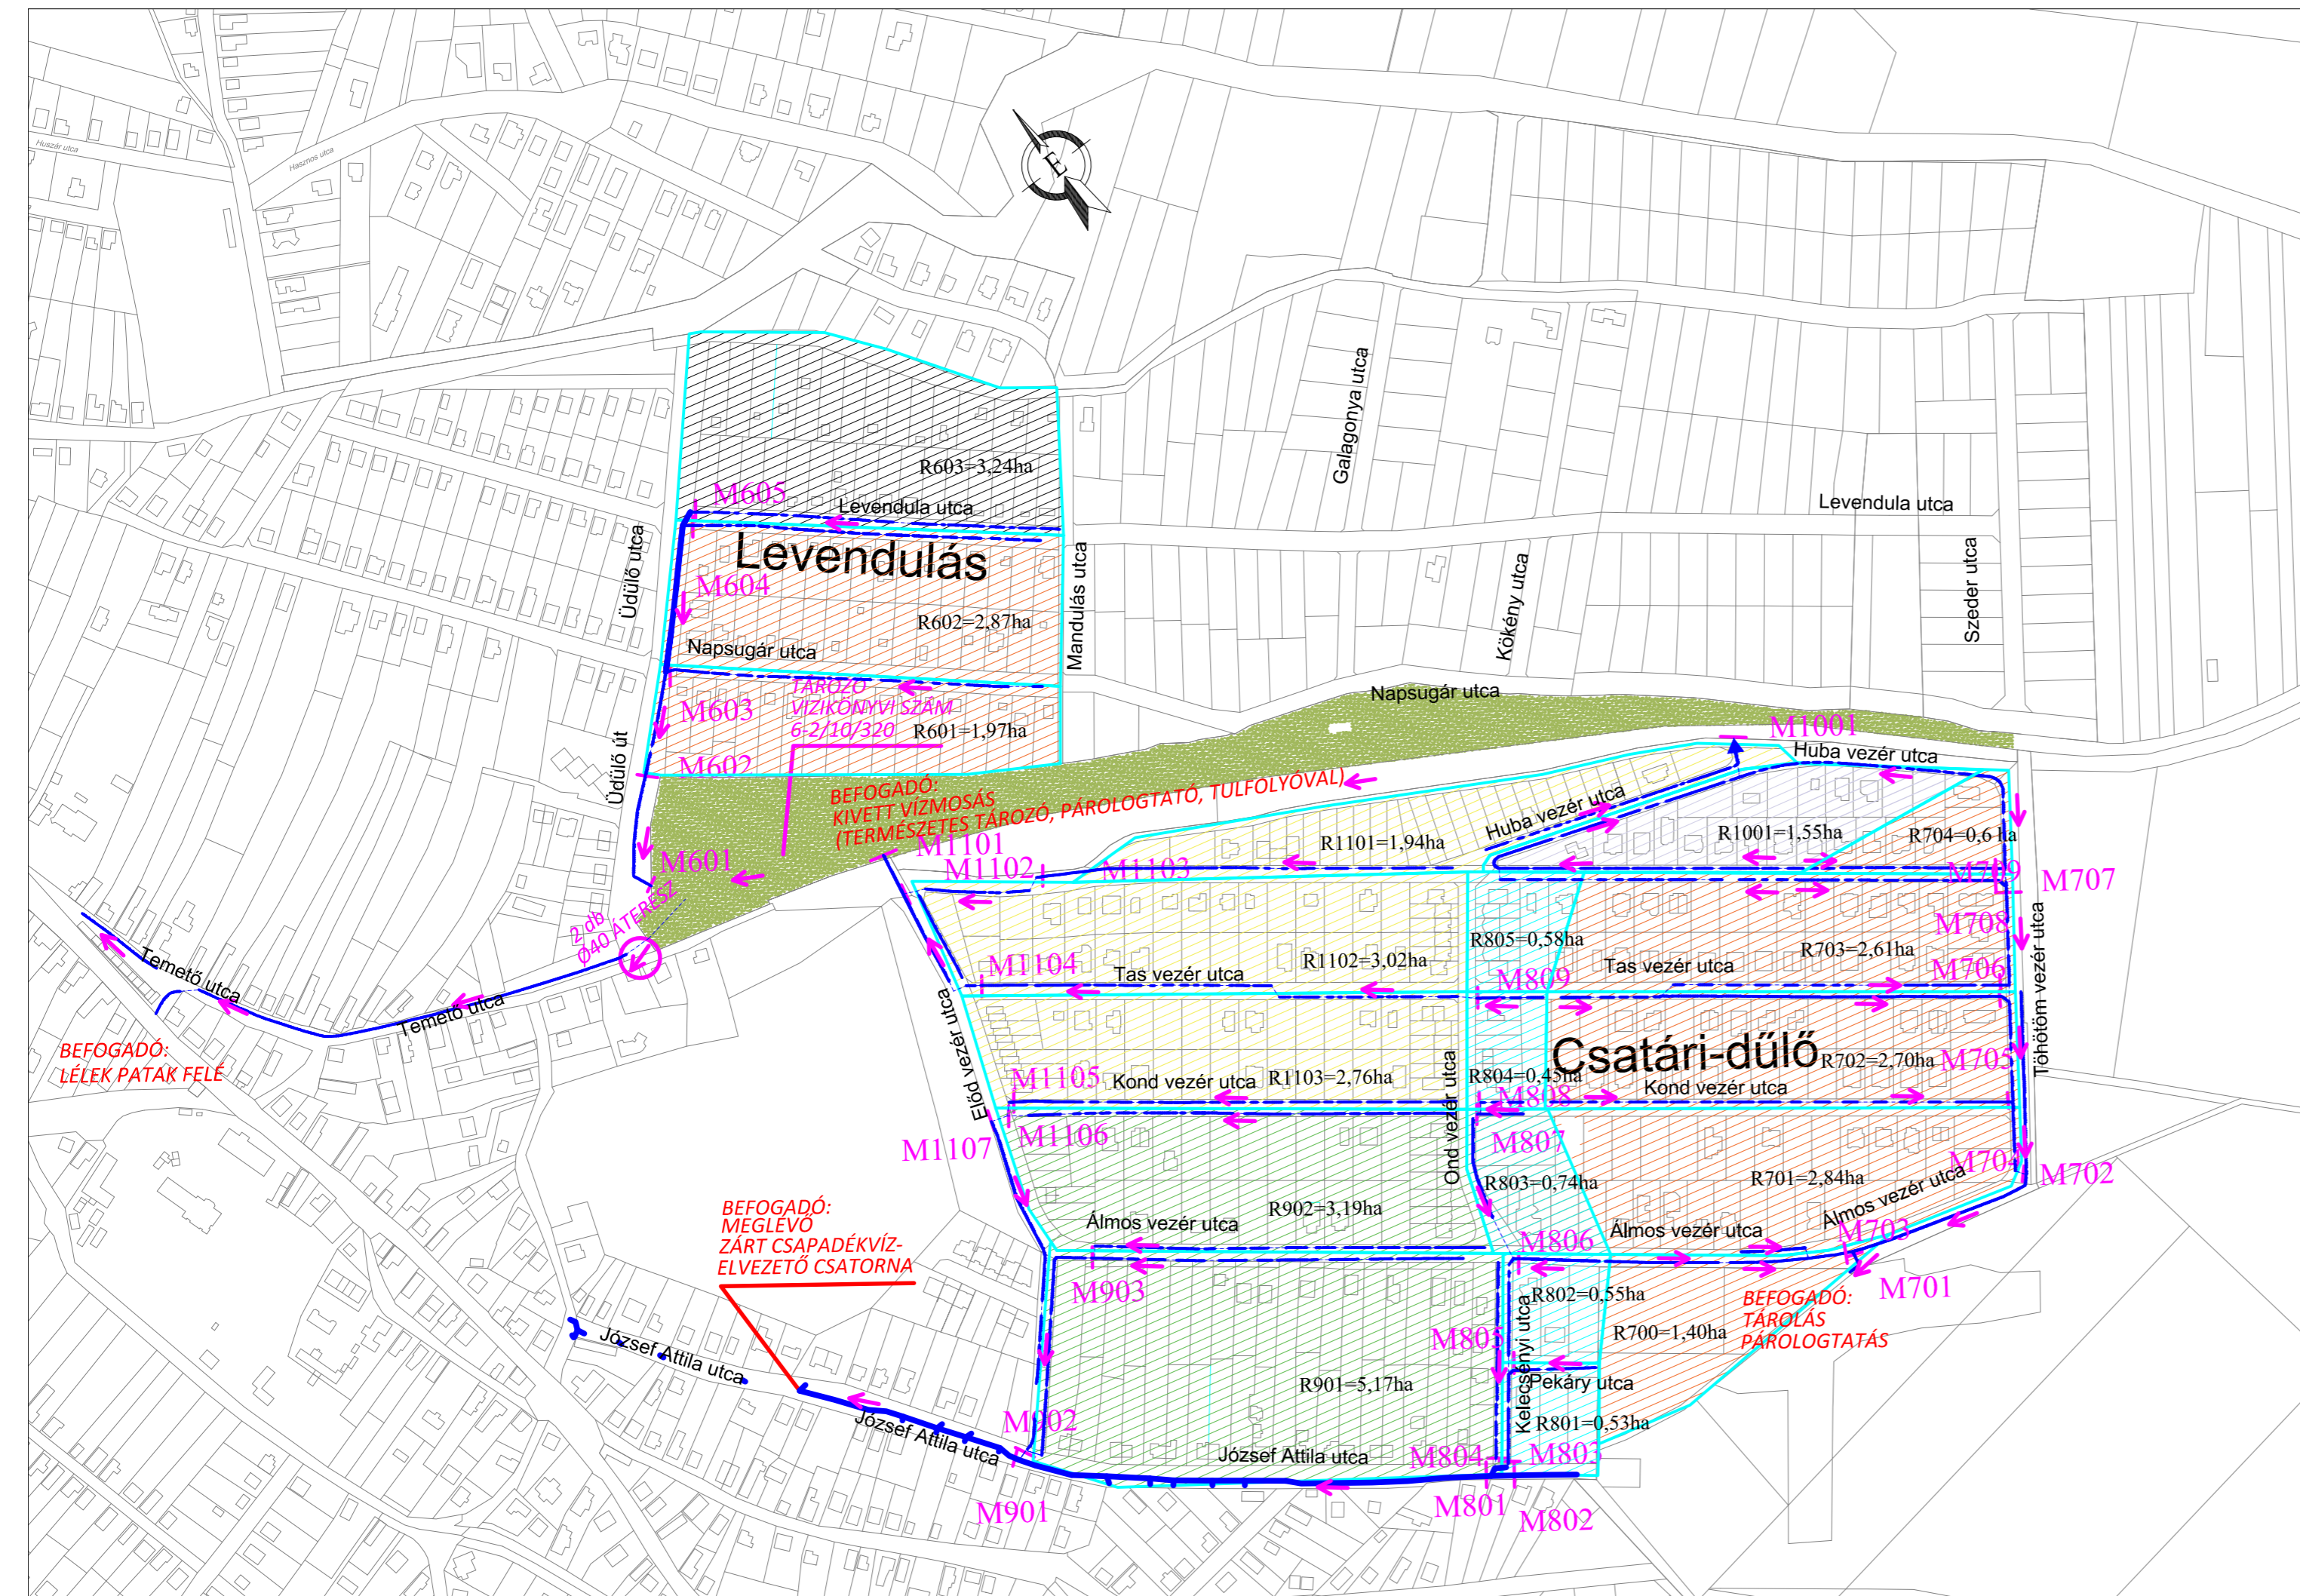 Huszár utca
Hasznos utca
É
R603=3,24ha
M605
Levendula utca
Levendulás
Üdülő utca
M604
R602=2,87ha
Napsugár utca
Mandulás utca
Galagonya utca
Kökény utca
Levendula utca
Szeder utca
M603
TÁROZÓ
VIZIKÖNYVI SZÁM
6-2/10/320
R601=1,97ha
M602
Üdülő út
Napsugár utca
M1001
Huba vezér utca
BEFOGADÓ:
KIVETT VÍZMOSÁS
(TERMÉSZETES TÁROZÓ, PÁROLOGTATÓ, TULFOLYÓVAL)
M1101
M1102
M1103
R1101=1,94ha
Huba vezér utca
R1001=1,55ha
R704=0,6 ha
M709
M707
M601
2 db
Ø40 ÁTERESZ
Temető utca
Temető utca
BEFOGADÓ:
LÉLEK PATAK FELÉ
M708
R805=0,58ha
R703=2,61ha
M1104
Tas vezér utca
R1102=3,02ha
M809
Tas vezér utca
M706
Töhötöm vezér utca
Előd vezér utca
Csatári-dűlő
R702=2,70ha
M705
M1105
Kond vezér utca
R1103=2,76ha
Ond vezér utca
R804=0,45ha
M808
Kond vezér utca
M1107
M1106
M807
R803=0,74ha
R701=2,84ha
M704
M702
Álmos vezér utca
BEFOGADÓ:
MEGLÉVŐ
ZÁRT CSAPADÉKVÍZ-
ELVEZETŐ CSATORNA
Álmos vezér utca
R902=3,19ha
M806
Álmos vezér utca
M703
M701
M903
R802=0,55ha
BEFOGADÓ:
TÁROLÁS
PÁROLOGTATÁS
József Attila utca
M805
Kelecsényi utca
R700=1,40ha
R901=5,17ha
Pekáry utca
M902
József Attila utca
R801=0,53ha
József Attila utca
M804
M803
M901
M801
M802